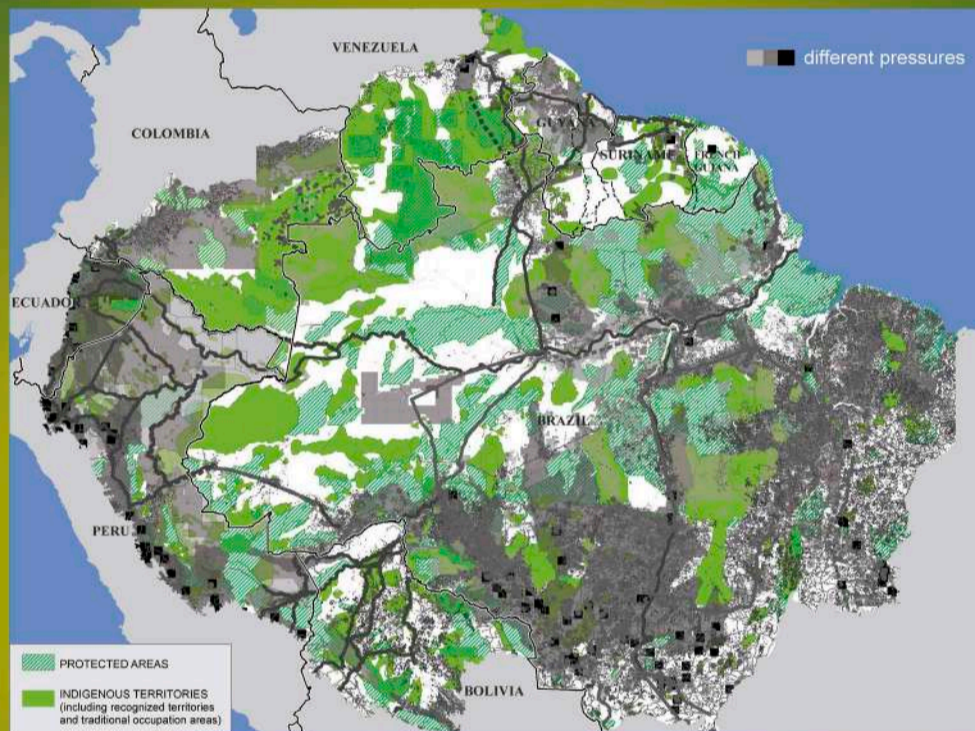 VENEZUELA
different pressures
COLOMBIA
GUYANA
SURINAME
FRENCH
GUYANA
ECUADOR
BRAZIL
PERU
BOLIVIA
PROTECTED AREAS
INDIGENOUS TERRITORIES
(including recognized territories
and traditional occupation areas)